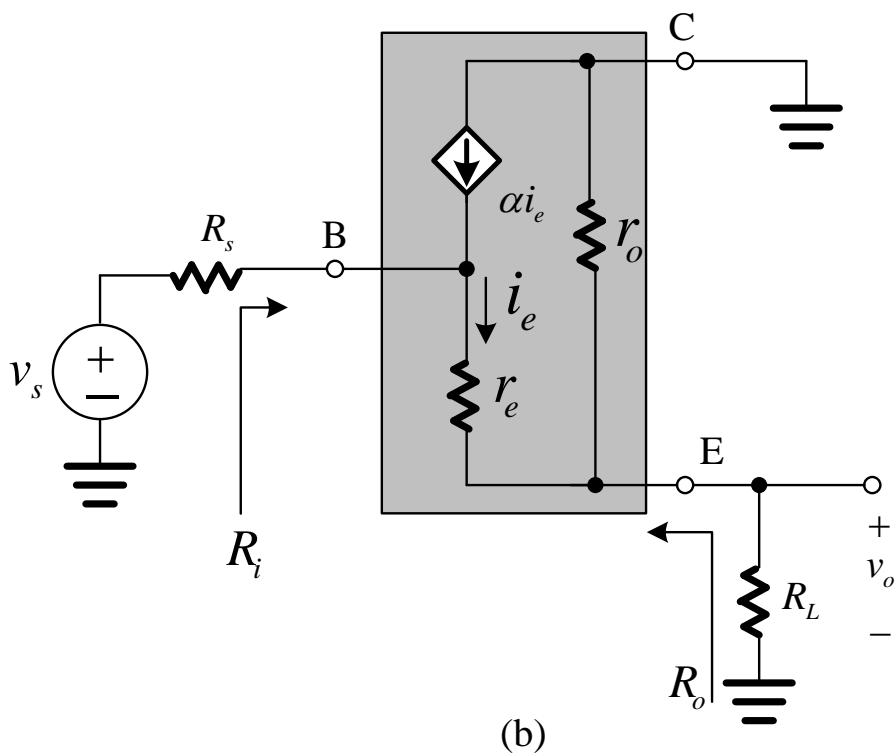 C
αi_e
R_s
B
r_o
i_e
+
v_s
−
r_e
E
R_i
+
v_o
R_L
−
R_o
(b)